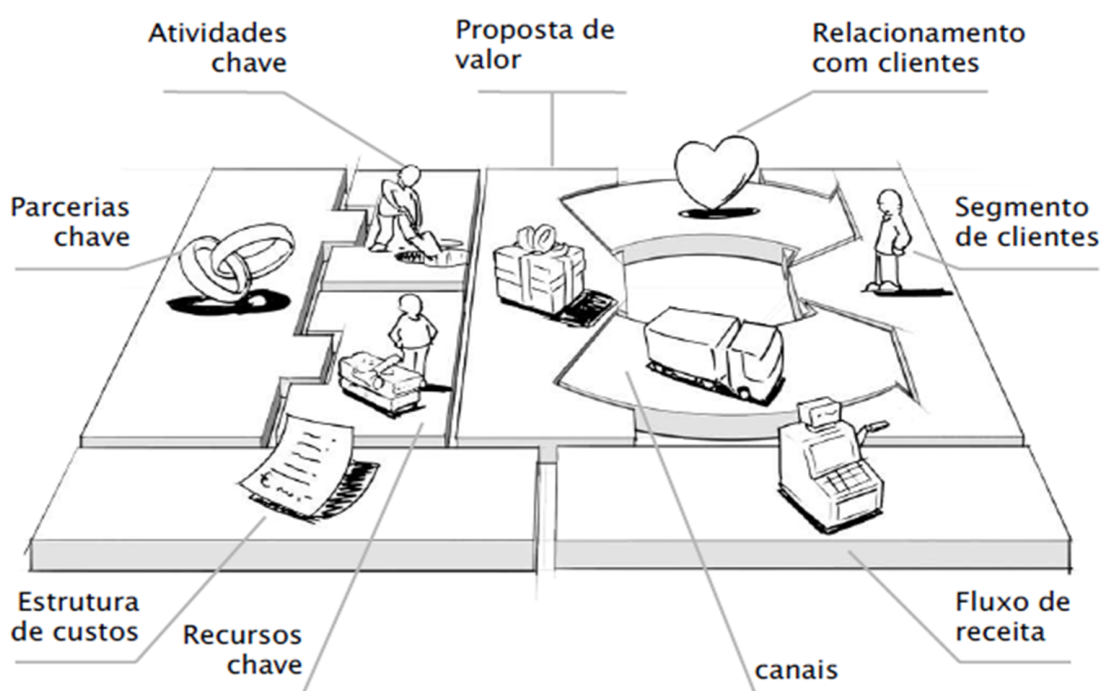 Atividades
chave
Proposta de
valor
Relacionamento
com clientes
Parcerias
chave
Segmento
de clientes
Estrutura
de custos
Recursos
chave
canais
Fluxo de
receita